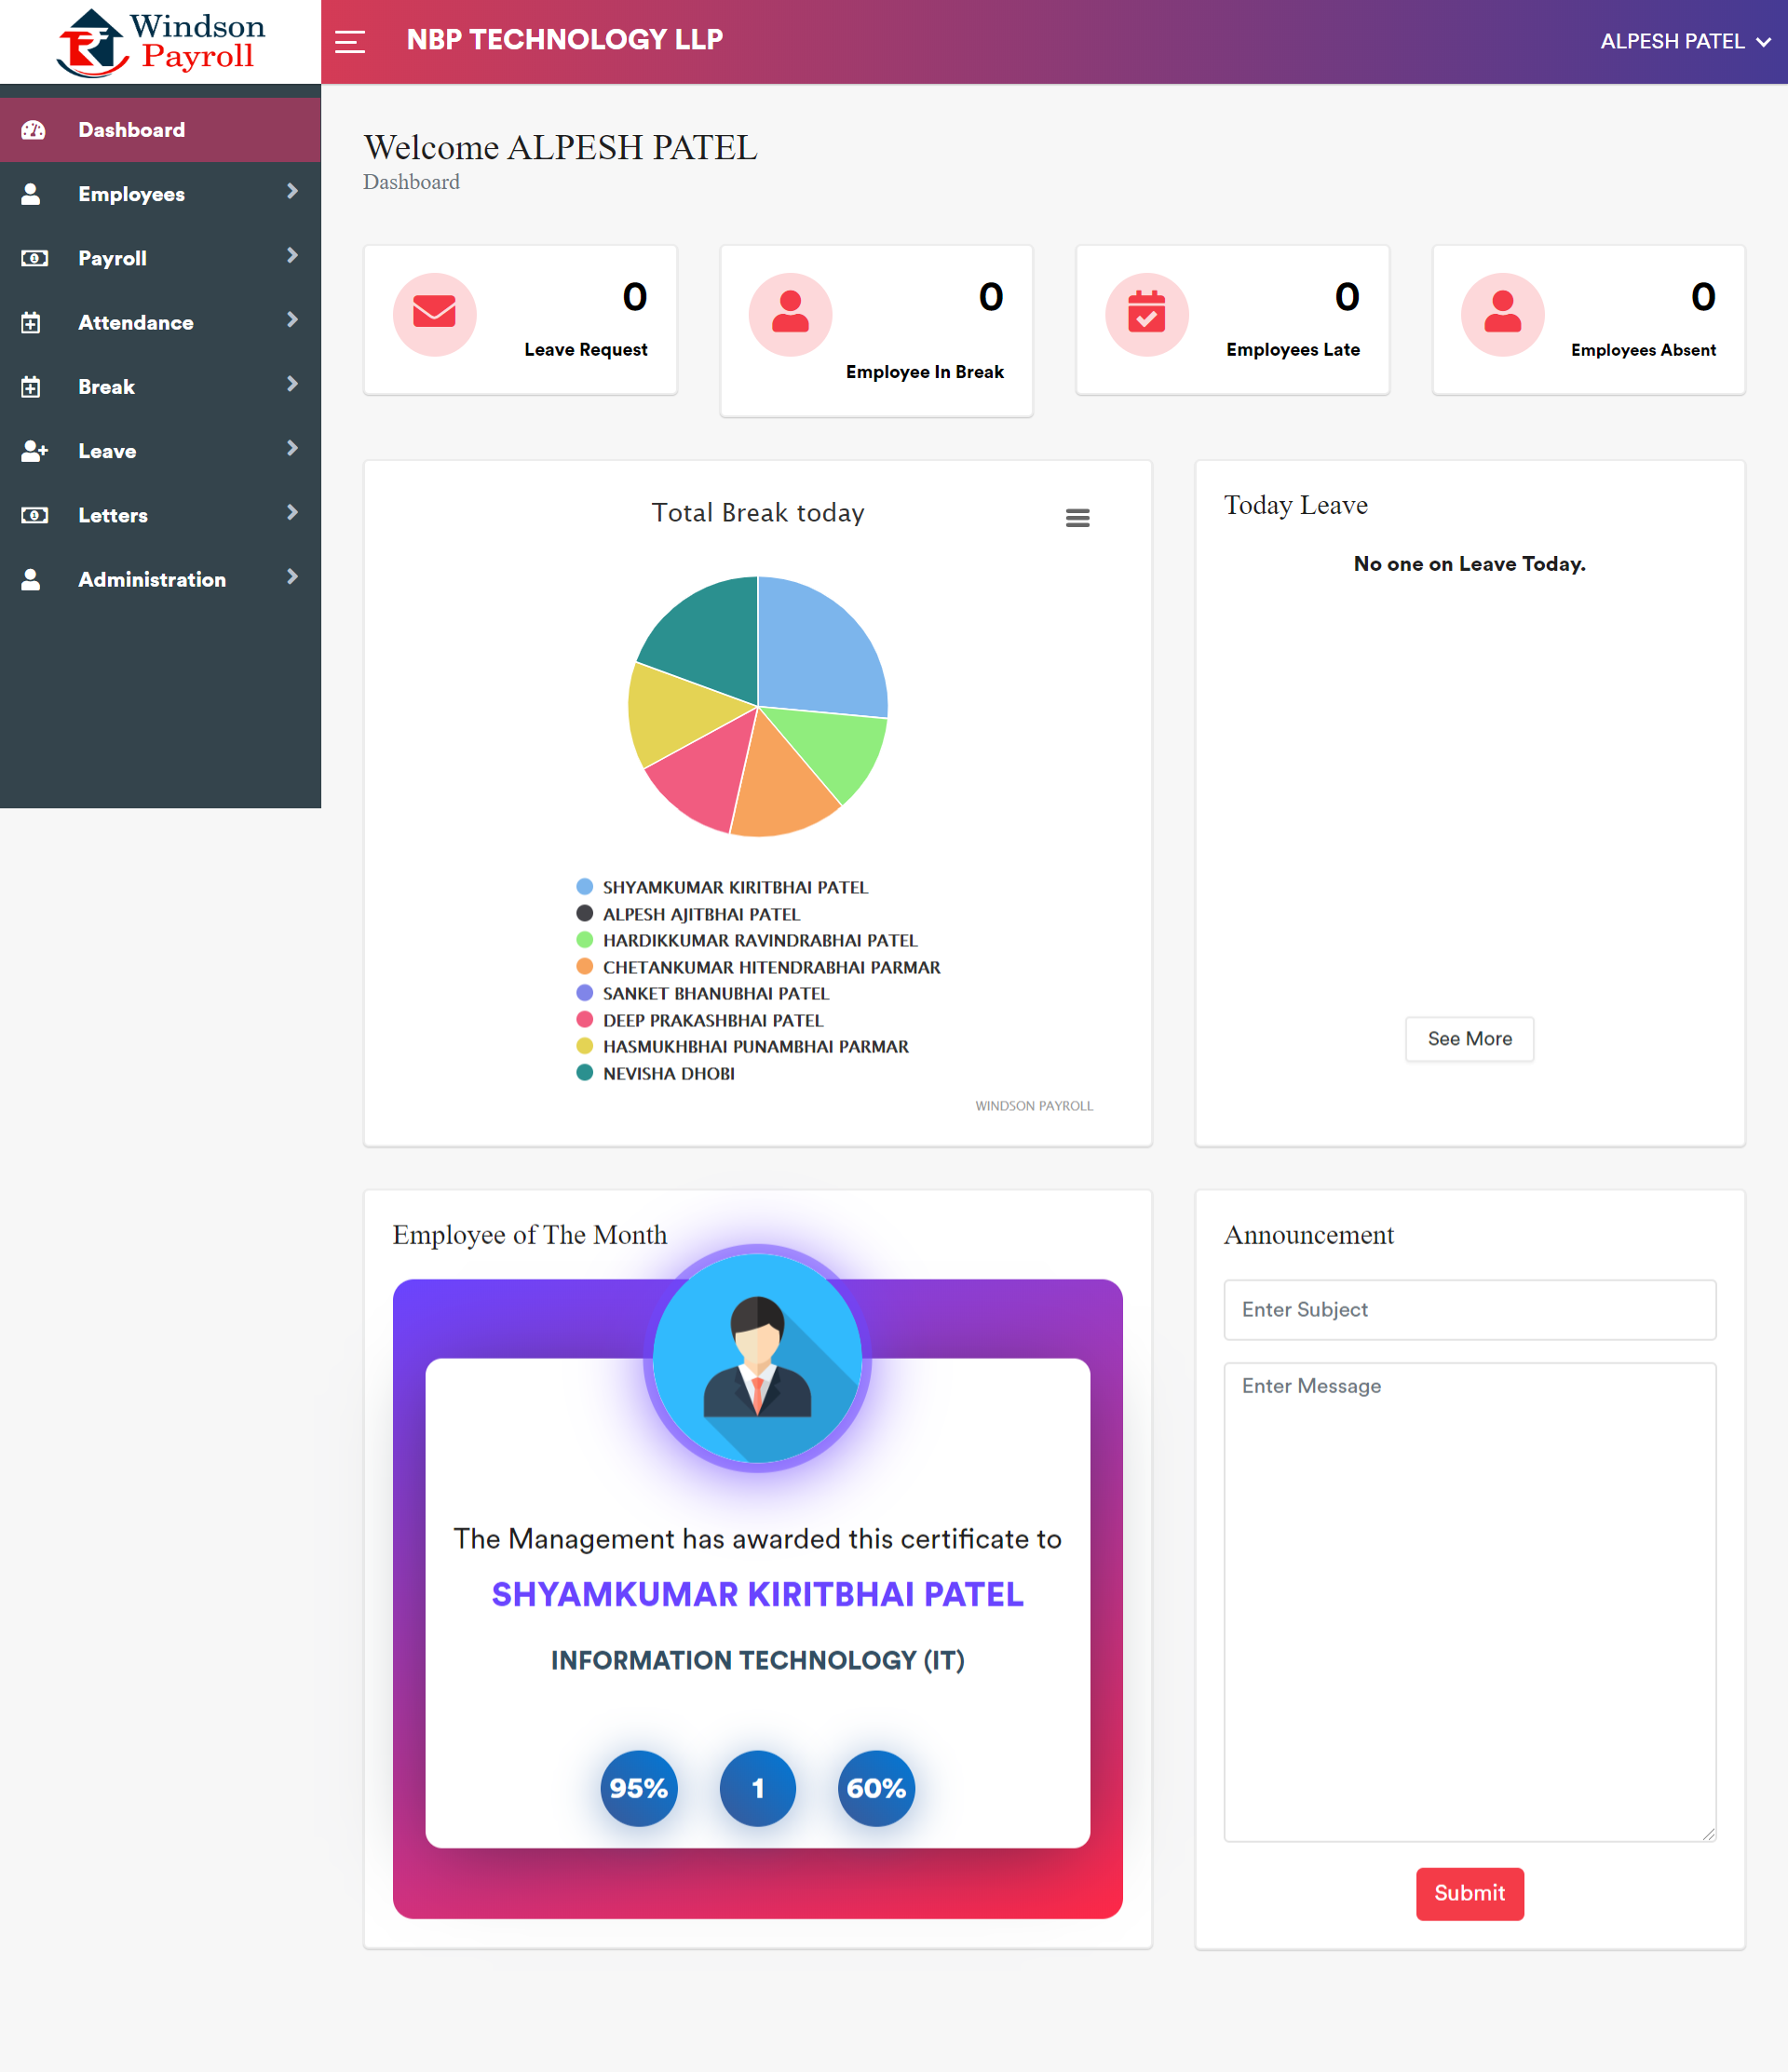 Windson
Payroll
NBP TECHNOLOGY LLP
ALPESH PATEL
Dashboard
Employees
Payroll
Attendance
Break
Leave
Letters
Administration
Welcome ALPESH PATEL
Dashboard
0
Leave Request
0
Employee In Break
0
Employees Late
0
Employees Absent
Total Break today
SHYAMKUMAR KIRITBHAI PATEL
ALPESH AJITBHAI PATEL
HARDIKKUMAR RAVINDRABHAI PATEL
CHETANKUMAR HITENDRABHAI PARMAR
SANKET BHANUBHAI PATEL
DEEP PRAKASHBHAI PATEL
HASMUKHBHAI PUNAMBHAI PARMAR
NEVISHA DHOBI
WINDSON PAYROLL
Today Leave
No one on Leave Today.
See More
Employee of The Month
The Management has awarded this certificate to
SHYAMKUMAR KIRITBHAI PATEL
INFORMATION TECHNOLOGY (IT)
95% 1 60%
Announcement
Enter Subject
Enter Message
Submit